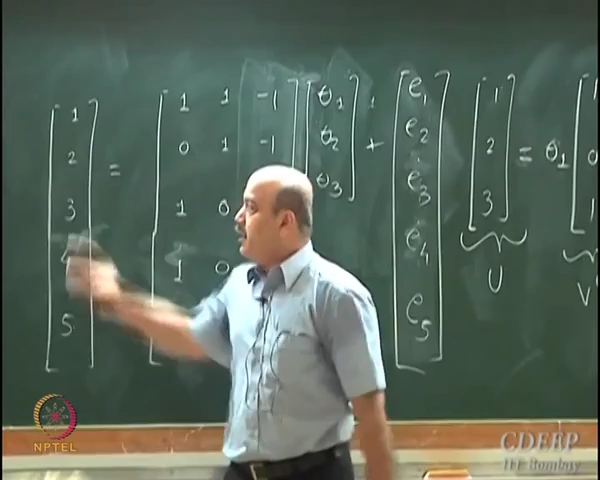 1 1 1 -1 θ1 e1 1 1
2 = 0 1 -1 θ2 + e2 2 = θ1 0
3 1 0 θ3 e3 3 1
1 0 e4 U V
5 e5
NPTEL
CDEEP
IIT Bombay